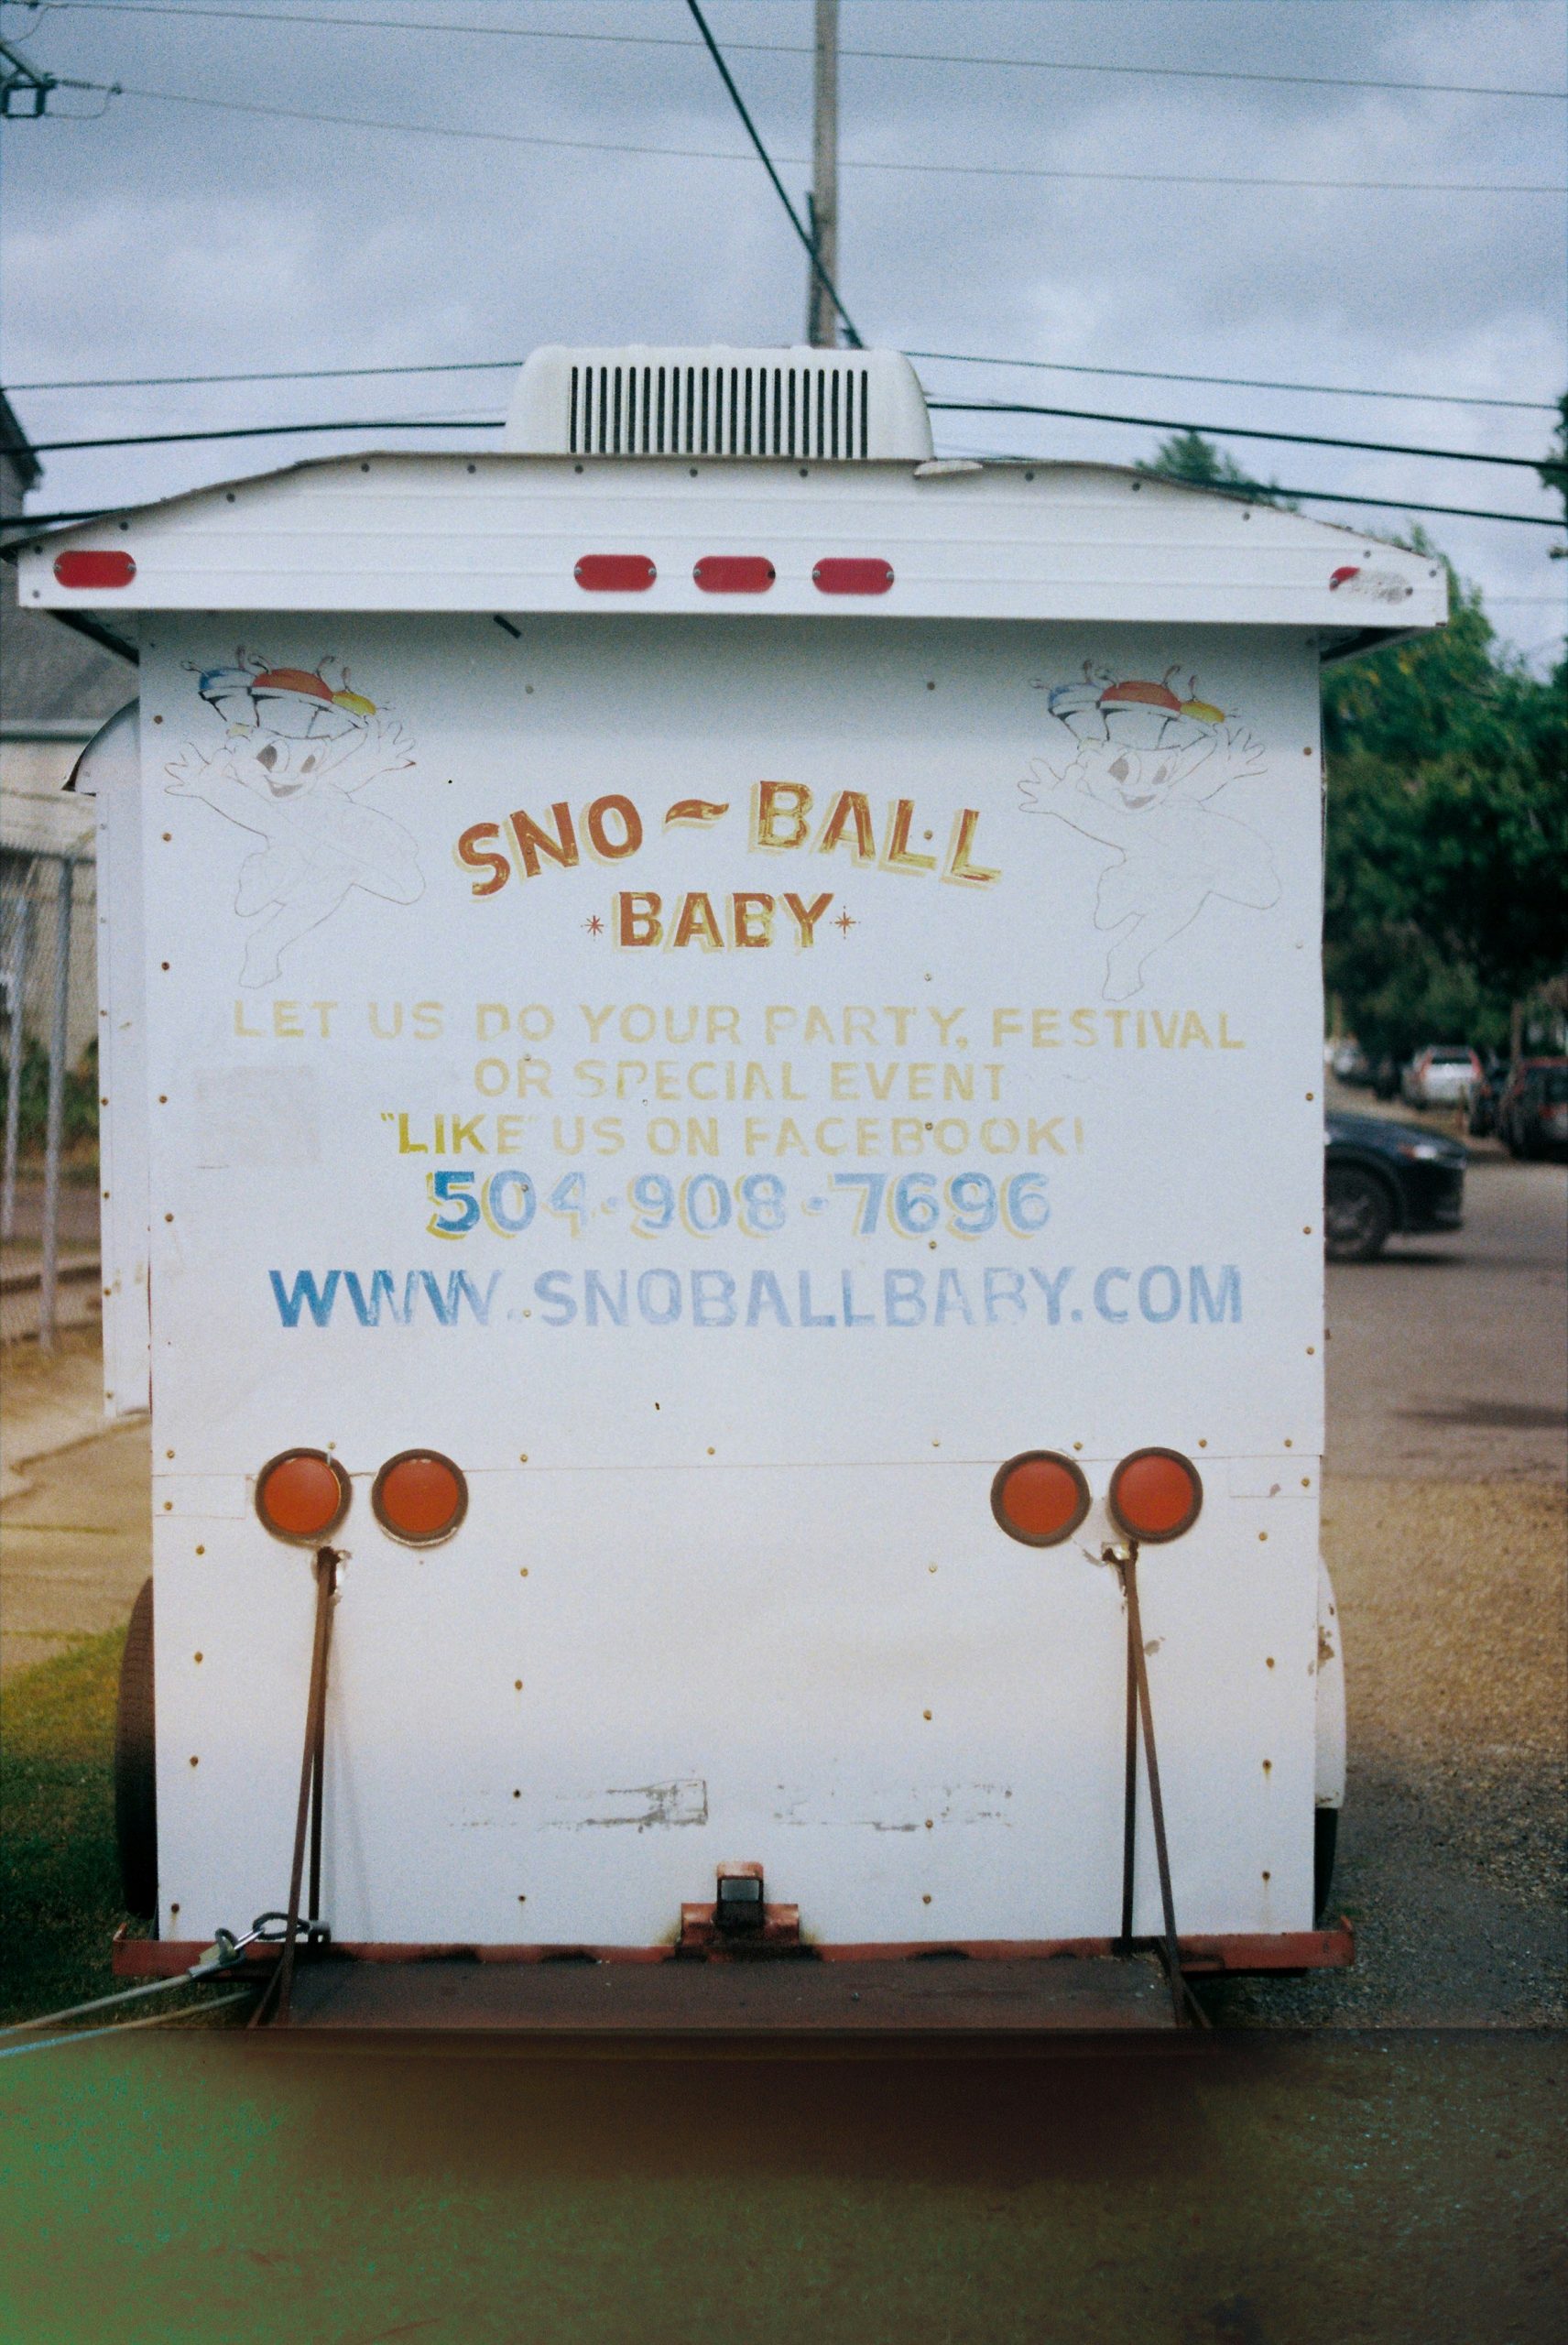 SNO~BALL
*BABY*
LET US DO YOUR PARTY, FESTIVAL
OR SPECIAL EVENT
"LIKE" US ON FACEBOOK!
504-908-7696
WWW.SNOBALLBABY.COM